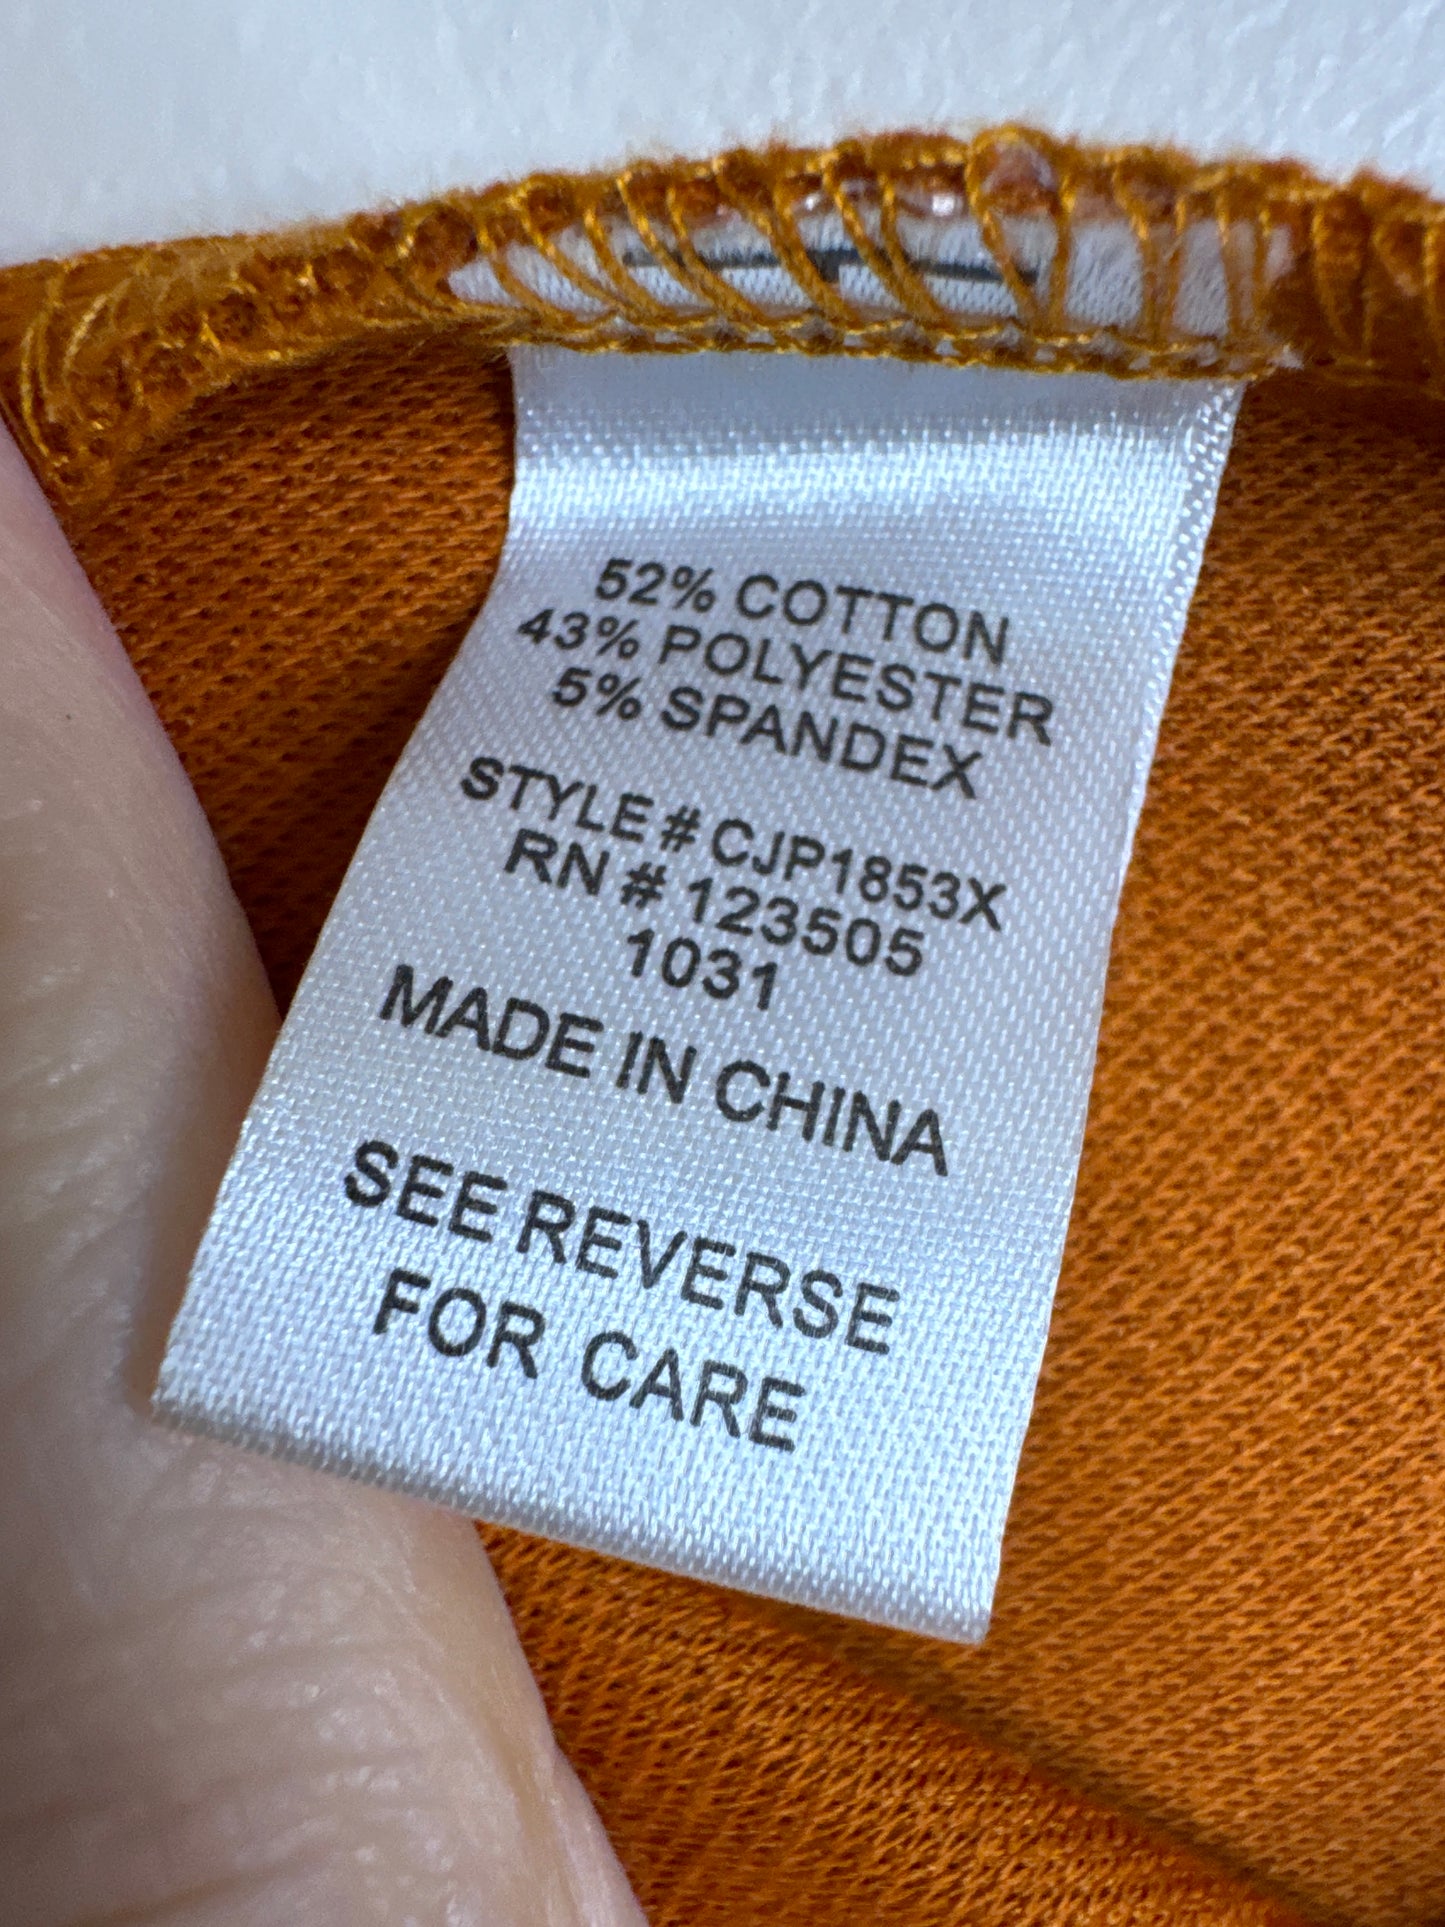 52% COTTON
43% POLYESTER
5% SPANDEX
STYLE # CJP1853X
RN # 123505
1031
MADE IN CHINA
SEE REVERSE
FOR CARE